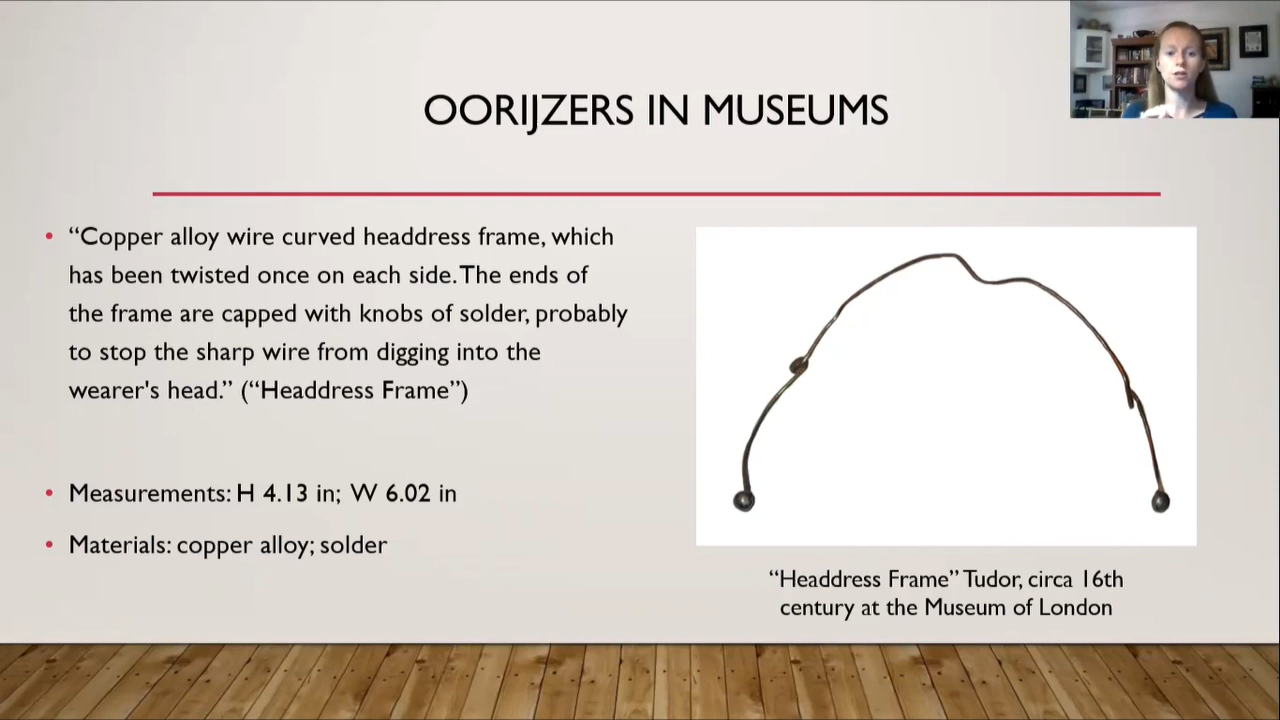 OORIJZERS IN MUSEUMS
• “Copper alloy wire curved headdress frame, which
has been twisted once on each side. The ends of
the frame are capped with knobs of solder, probably
to stop the sharp wire from digging into the
wearer's head.” (“Headdress Frame”)
• Measurements: H 4.13 in; W 6.02 in
• Materials: copper alloy; solder
“Headdress Frame” Tudor, circa 16th
century at the Museum of London